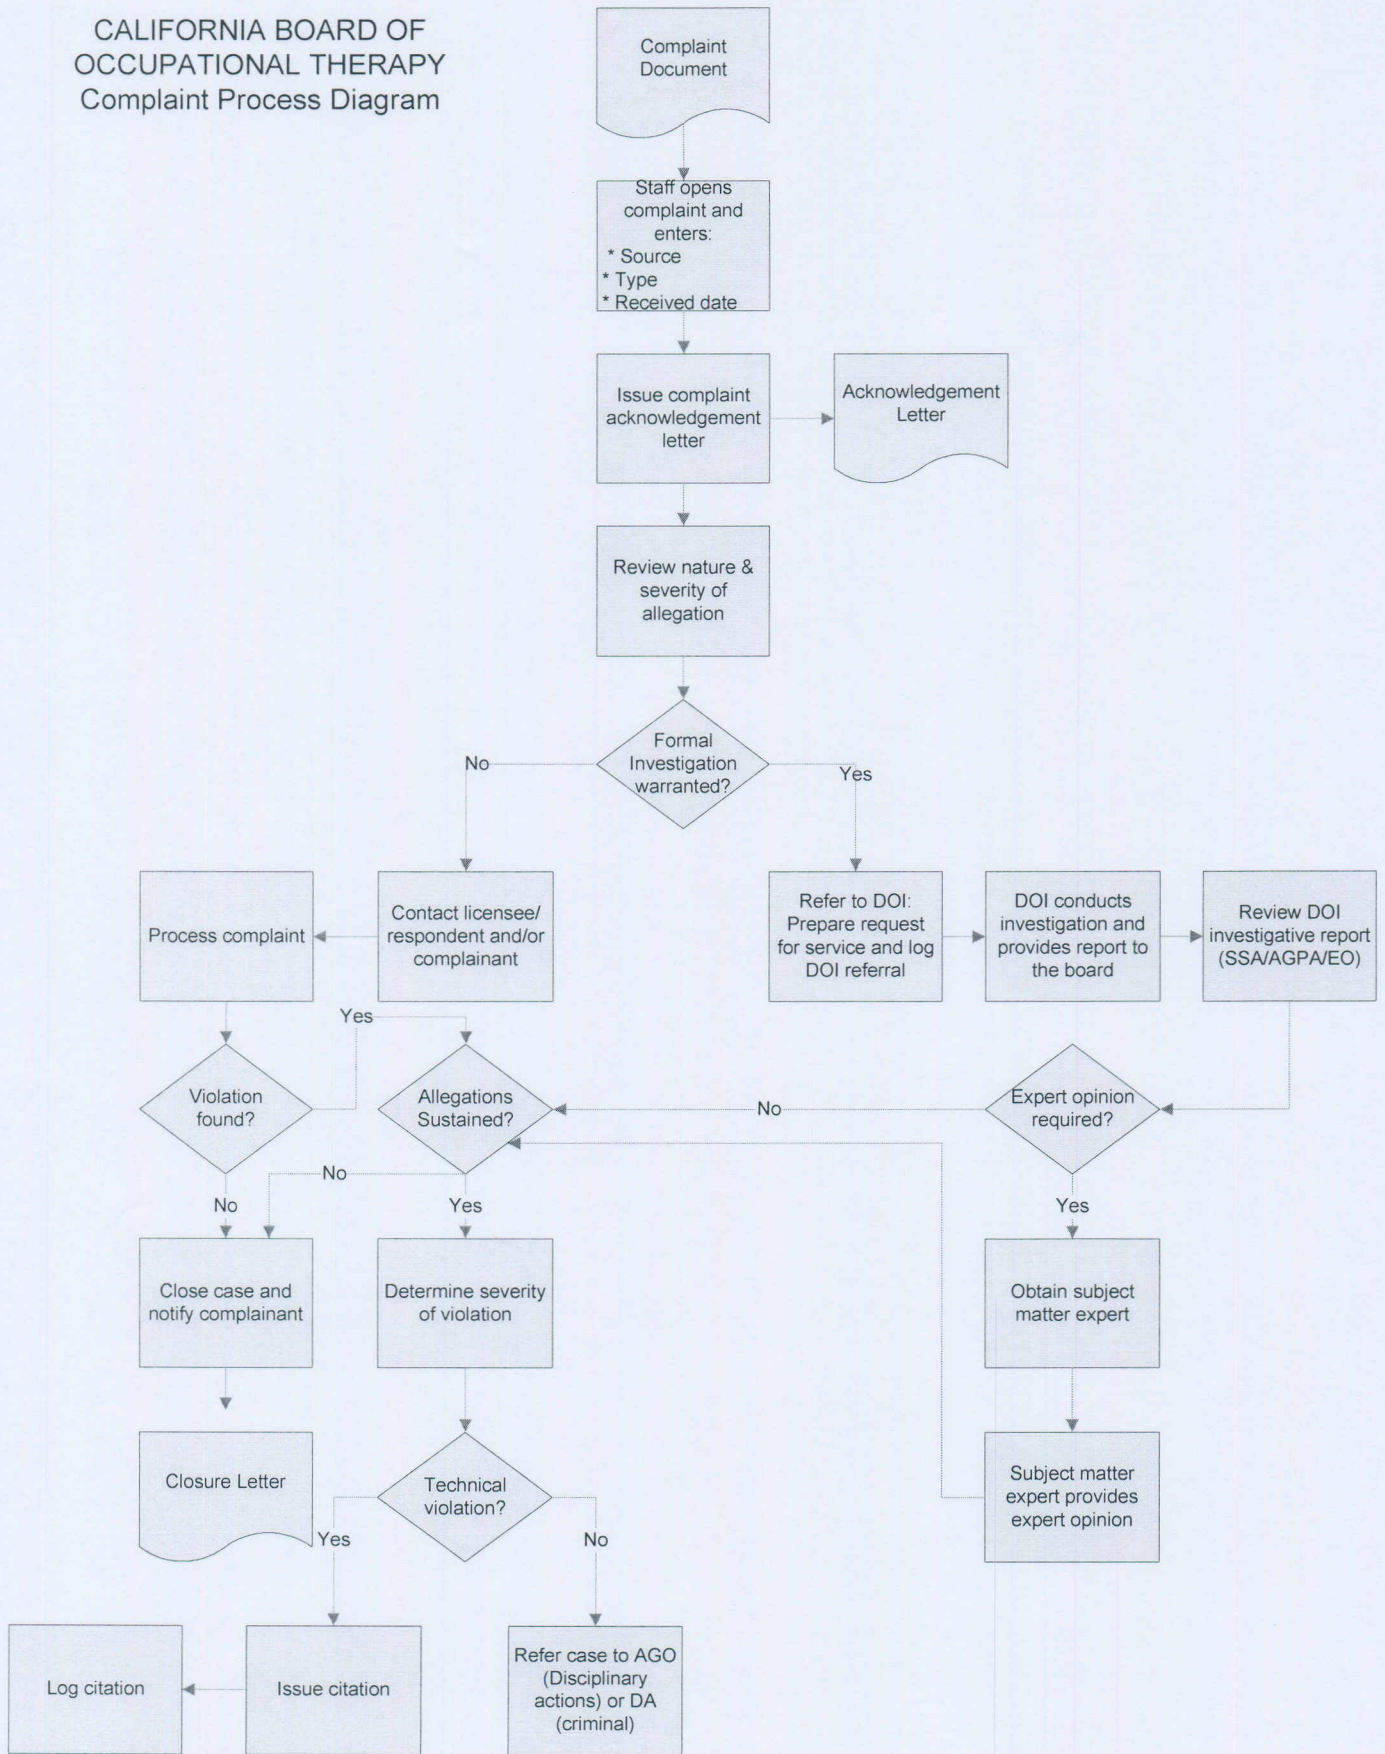 CALIFORNIA BOARD OF
OCCUPATIONAL THERAPY
Complaint Process Diagram
Complaint
Document
Staff opens
complaint and
enters:
* Source
* Type
* Received date
Issue complaint
acknowledgement
letter
Acknowledgement
Letter
Review nature &
severity of
allegation
Formal
Investigation
warranted?
No
Yes
Process complaint
Contact licensee/
respondent and/or
complainant
Refer to DOI:
Prepare request
for service and log
DOI referral
DOI conducts
investigation and
provides report to
the board
Review DOI
investigative report
(SSA/AGPA/EO)
Yes
Violation
found?
Allegations
Sustained?
No
Expert opinion
required?
No
No
Yes
Yes
Close case and
notify complainant
Determine severity
of violation
Obtain subject
matter expert
Closure Letter
Technical
violation?
Subject matter
expert provides
expert opinion
Yes
No
Log citation
Issue citation
Refer case to AGO
(Disciplinary
actions) or DA
(criminal)